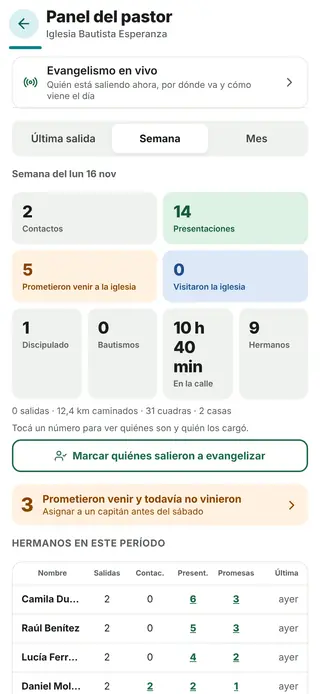 Panel del pastor
Iglesia Bautista Esperanza
Evangelismo en vivo
Quién está saliendo ahora, por dónde va y cómo
viene el día
Última salida Semana Mes
Semana del lun 16 nov
2 14
Contactos Presentaciones
5 0
Prometieron venir a la iglesia Visitaron la iglesia
1 0 10 h 9
Discipulado Bautismos 40 Hermanos
min
En la calle
0 salidas · 12,4 km caminados · 31 cuadras · 2 casas
Tocá un número para ver quiénes son y quién los cargó.
Marcar quiénes salieron a evangelizar
3 Prometieron venir y todavía no vinieron
Asignar a un capitán antes del sábado
HERMANOS EN ESTE PERÍODO
Nombre Salidas Contac. Present. Promesas Última
Camila Du... 2 0 6 3 ayer
Raúl Benítez 2 0 5 3 ayer
Lucía Ferr... 2 0 4 2 ayer
Daniel Mol... 2 2 2 1 ayer